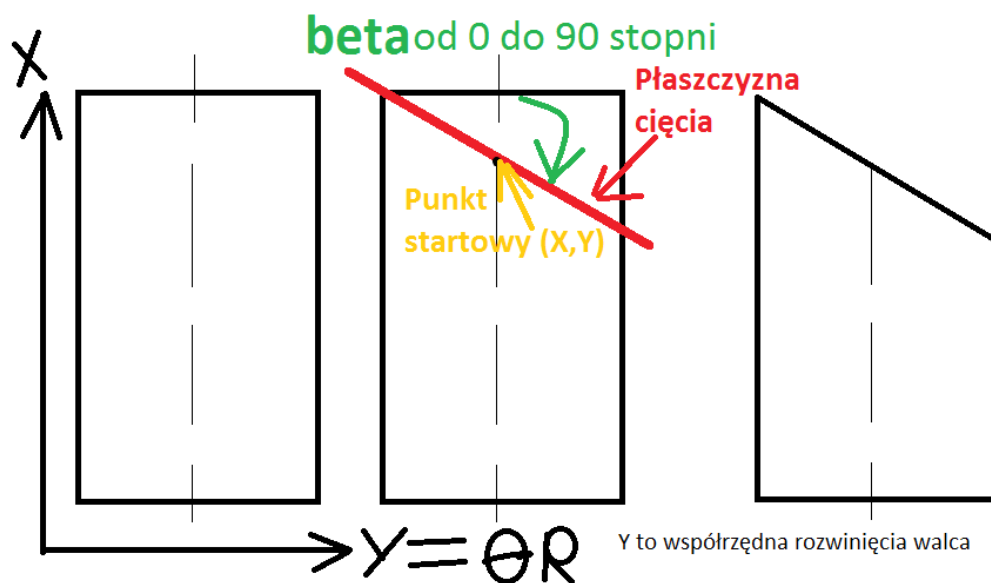 beta od 0 do 90 stopni
X
Płaszczyzna
cięcia
Punkt
startowy (X,Y)
Y=ΘR
Y to współrzędna rozwinięcia walca